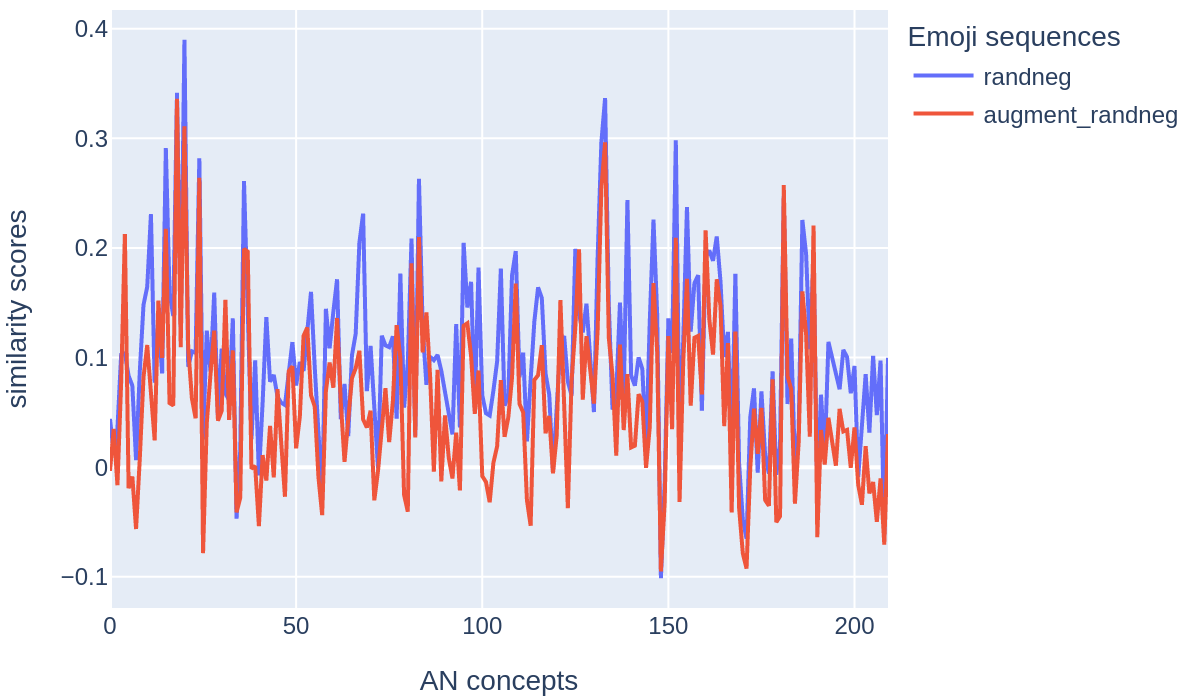 Emoji sequences
randneg
augment_randneg
similarity scores
0.4
0.3
0.2
0.1
0
−0.1
0
50
100
150
200
AN concepts